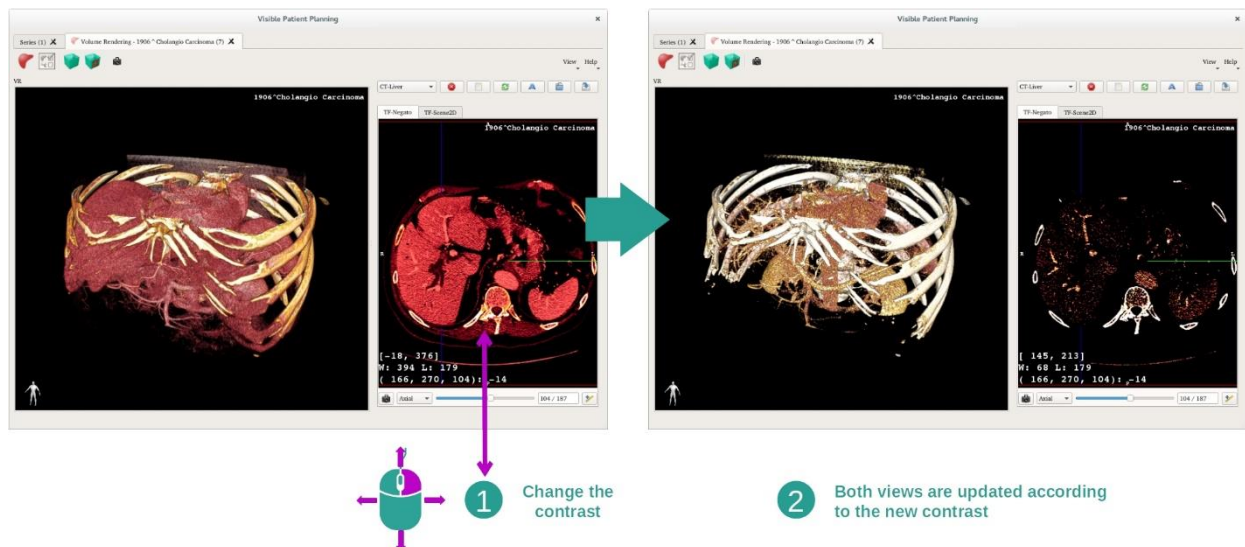 Visible Patient Planning
Series (1)
Volume Rendering - 1906^Cholangio Carcinoma (7)
View Help
VR
1906^Cholangio Carcinoma
CT-Liver
TF-Negato TF-Scene2D
1906^Cholangio Carcinoma
[-18, 376]
W: 394 L: 179
( 166, 270, 104): -14
Axial
104 / 187
Visible Patient Planning
Series (1)
Volume Rendering - 1906^Cholangio Carcinoma (7)
View Help
VR
1906^Cholangio Carcinoma
CT-Liver
TF-Negato TF-Scene2D
1906^Cholangio Carcinoma
[ 145, 213]
W: 68 L: 179
( 166, 270, 104): -14
Axial
104 / 187
1
Change the
contrast
2
Both views are updated according
to the new contrast